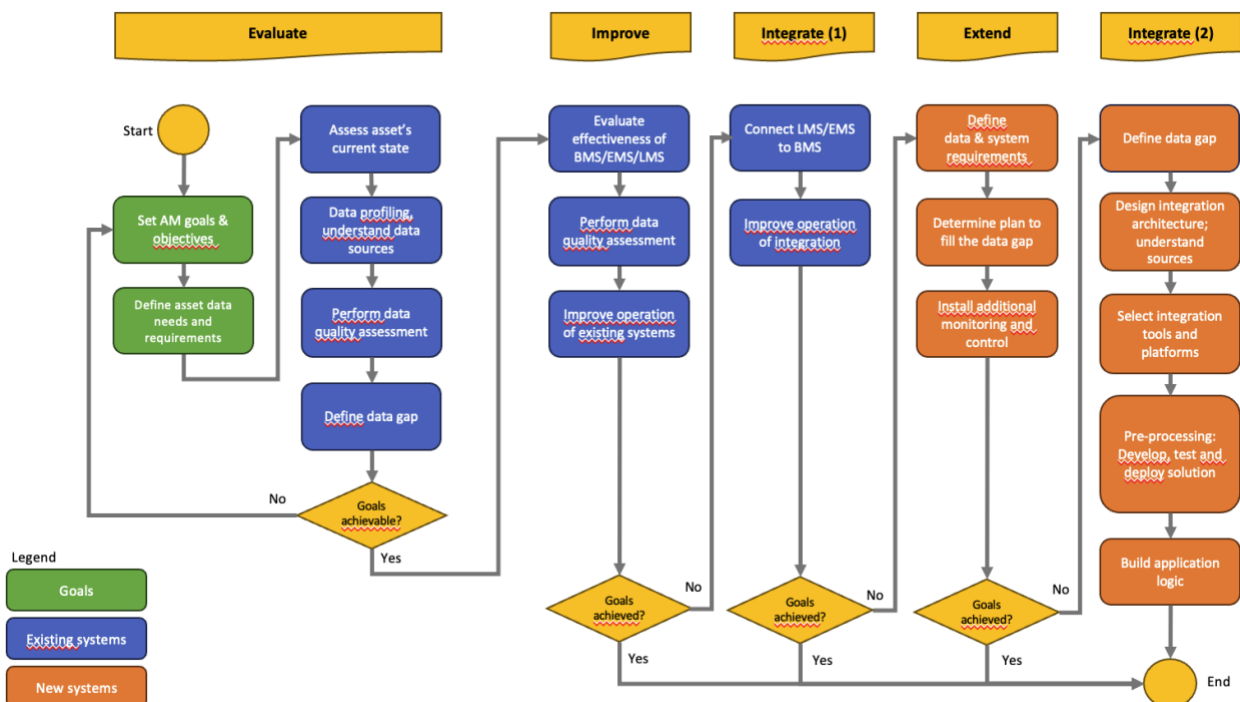 Evaluate
Improve
Integrate (1)
Extend
Integrate (2)
Start
Set AM goals &
objectives
Define asset data
needs and
requirements
Assess asset's
current state
Data profiling,
understand data
sources
Perform data
quality assessment
Define data gap
Goals
achievable?
No
Yes
Evaluate
effectiveness of
BMS/EMS/LMS
Perform data
quality assessment
Improve operation
of existing systems
Goals
achieved?
No
Yes
Connect LMS/EMS
to BMS
Improve operation
of integration
Goals
achieved?
No
Yes
Define
data & system
requirements
Determine plan to
fill the data gap
Install additional
monitoring and
control
Goals
achieved?
No
Yes
Define data gap
Design integration
architecture;
understand
sources
Select integration
tools and
platforms
Pre-processing:
Develop, test and
deploy solution
Build application
logic
End
Legend
Goals
Existing systems
New systems